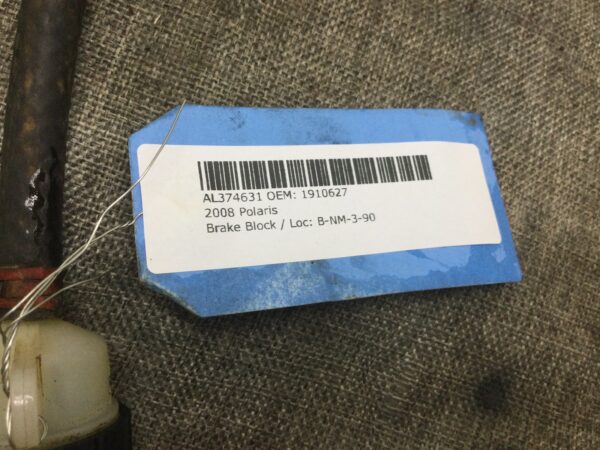 AL374631 OEM: 1910627
2008 Polaris
Brake Block / Loc: B-NM-3-90